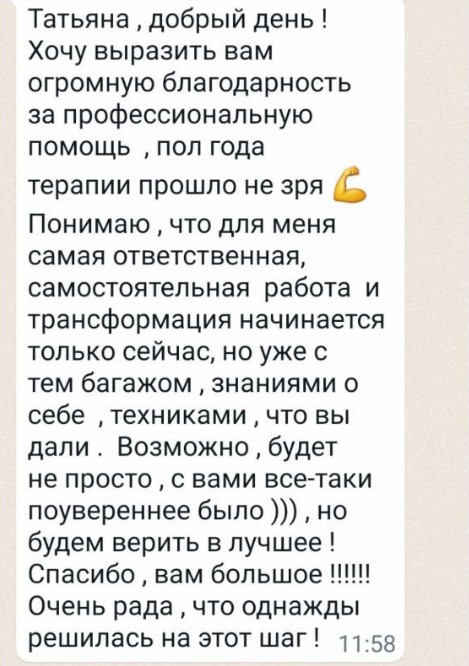 Татьяна , добрый день !
Хочу выразить вам
огромную благодарность
за профессиональную
помощь , пол года
терапии прошло не зря 💪
Понимаю , что для меня
самая ответственная,
самостоятельная работа и
трансформация начинается
только сейчас, но уже с
тем багажом , знаниями о
себе , техниками , что вы
дали . Возможно , будет
не просто , с вами все-таки
поувереннее было ))) , но
будем верить в лучшее !
Спасибо , вам большое !!!!!!
Очень рада , что однажды
решилась на этот шаг ! 11:58